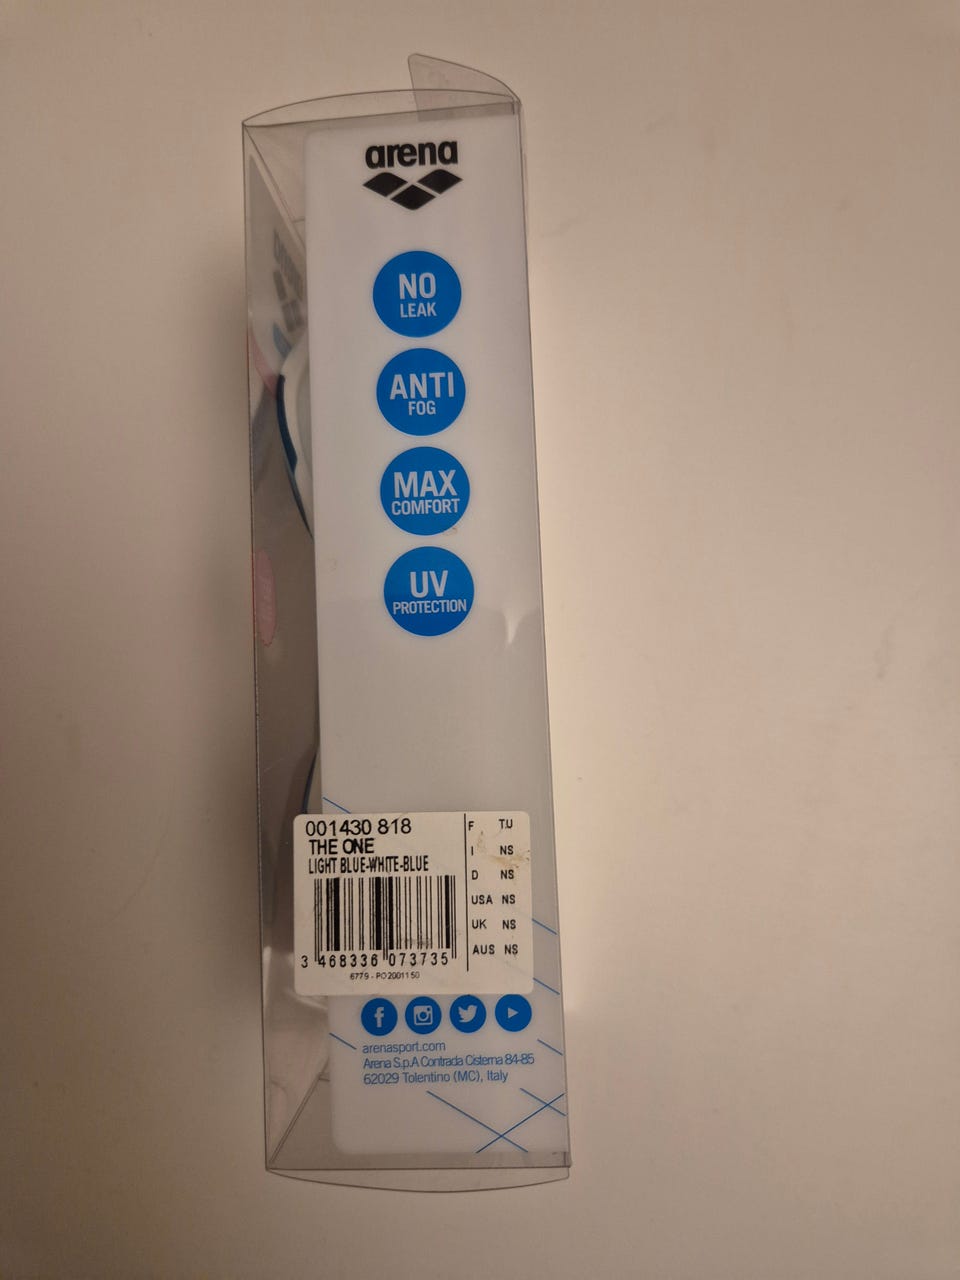 arena
NO
LEAK
ANTI
FOG
MAX
COMFORT
UV
PROTECTION
001430 818
THE ONE
LIGHT BLUE-WHITE-BLUE
F TU
I NS
D NS
USA NS
UK NS
AUS NS
3 468336 073735
6779 - PO2001150
arenasport.com
Arena S.p.A Contrada Cisterna 84-85
62029 Tolentino (MC), Italy